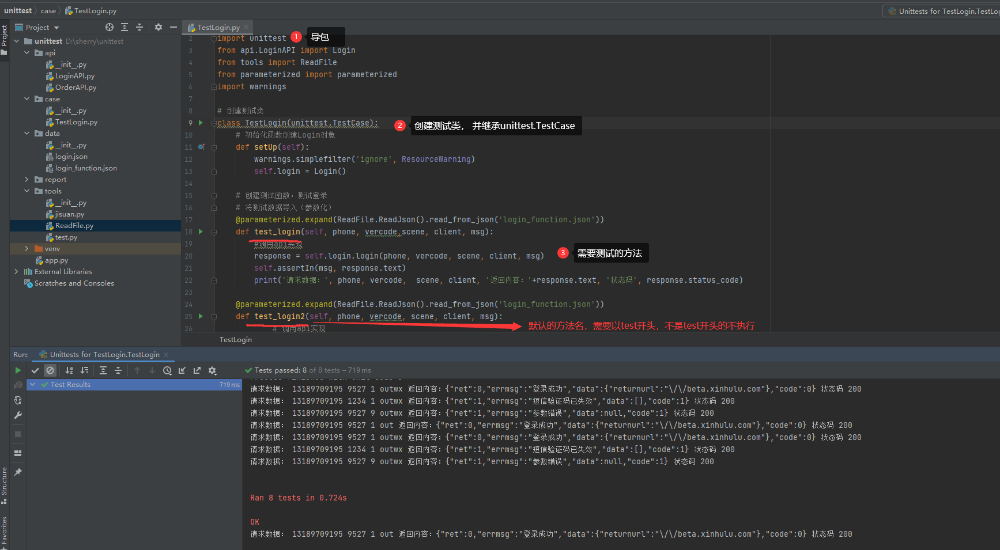 unittest 〉 case 〉 TestLogin.py
Unittests for TestLogin.TestLog
Project
Project
TestLogin.py
unittest D:\sherry\unittest
api
__init__.py
LoginAPI.py
OrderAPI.py
case
__init__.py
TestLogin.py
data
__init__.py
login.json
login_function.json
report
tools
__init__.py
jisuan.py
ReadFile.py
test.py
venv
app.py
External Libraries
Scratches and Consoles
2 import unittest
1 导包
3 from api.LoginAPI import Login
4 from tools import ReadFile
5 from parameterized import parameterized
6 import warnings
7
8 # 创建测试类
9 class TestLogin(unittest.TestCase):
2 创建测试类， 并继承unittest.TestCase
10 # 初始化函数创建Login对象
11 def setUp(self):
12 warnings.simplefilter('ignore', ResourceWarning)
13 self.login = Login()
14
15 # 创建测试函数，测试登录
16 # 将测试数据导入（参数化）
17 @parameterized.expand(ReadFile.ReadJson().read_from_json('login_function.json'))
18 def test_login(self, phone, vercode,scene, client, msg):
19 #调用api实现
20 response = self.login.login(phone, vercode, scene, client, msg)
3 需要测试的方法
21 self.assertIn(msg, response.text)
22 print('请求数据：', phone, vercode, scene, client, '返回内容：'+response.text, '状态码', response.status_code)
23
24 @parameterized.expand(ReadFile.ReadJson().read_from_json('login_function.json'))
25 def test_login2(self, phone, vercode, scene, client, msg):
26 # 调用api实现
默认的方法名，需要以test开头，不是test开头的不执行
TestLogin
Run: Unittests for TestLogin.TestLogin
Tests passed: 8 of 8 tests – 719 ms
Test Results 719 ms
请求数据： 13189709195 9527 1 outwx 返回内容：{"ret":0,"errmsg":"登录成功","data":{"returnurl":"\/\/beta.xinhulu.com"},"code":0} 状态码 200
请求数据： 13189709195 1234 1 outwx 返回内容：{"ret":1,"errmsg":"短信验证码已失效","data":[],"code":1} 状态码 200
请求数据： 13189709195 9527 9 outwx 返回内容：{"ret":1,"errmsg":"参数错误","data":null,"code":1} 状态码 200
请求数据： 13189709195 9527 1 out 返回内容：{"ret":0,"errmsg":"登录成功","data":{"returnurl":"\/\/beta.xinhulu.com"},"code":0} 状态码 200
请求数据： 13189709195 9527 1 outwx 返回内容：{"ret":0,"errmsg":"登录成功","data":{"returnurl":"\/\/beta.xinhulu.com"},"code":0} 状态码 200
请求数据： 13189709195 1234 1 outwx 返回内容：{"ret":1,"errmsg":"短信验证码已失效","data":[],"code":1} 状态码 200
请求数据： 13189709195 9527 9 outwx 返回内容：{"ret":1,"errmsg":"参数错误","data":null,"code":1} 状态码 200
Ran 8 tests in 0.724s
OK
请求数据： 13189709195 9527 1 out 返回内容：{"ret":0,"errmsg":"登录成功","data":{"returnurl":"\/\/beta.xinhulu.com"},"code":0} 状态码 200
Structure
Favorites